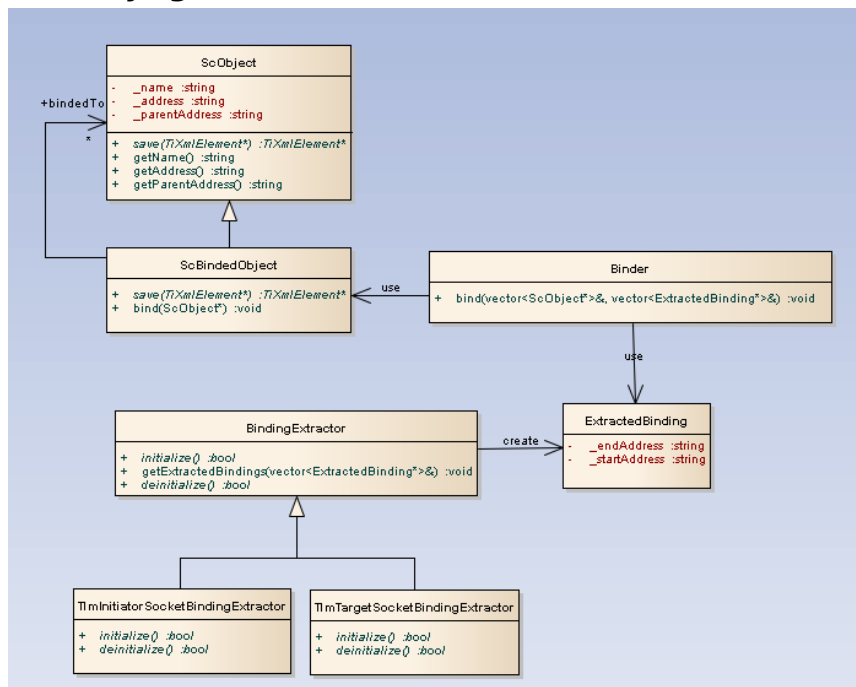 ScObject
- _name :string
- _address :string
- _parentAddress :string
+bindedTo
*
+ save(TiXmlElement*) :TiXmlElement*
+ getName() :string
+ getAddress() :string
+ getParentAddress() :string
ScBindedObject
+ save(TiXmlElement*) :TiXmlElement*
+ bind(ScObject*) :void
use
Binder
+ bind(vector<ScObject*>&, vector<ExtractedBinding*>&) :void
use
BindingExtractor
+ initialize() :bool
+ getExtractedBindings(vector<ExtractedBinding*>&) :void
+ deinitialize() :bool
create
ExtractedBinding
- _endAddress :string
- _startAddress :string
TlmInitiatorSocketBindingExtractor
+ initialize() :bool
+ deinitialize() :bool
TlmTargetSocketBindingExtractor
+ initialize() :bool
+ deinitialize() :bool